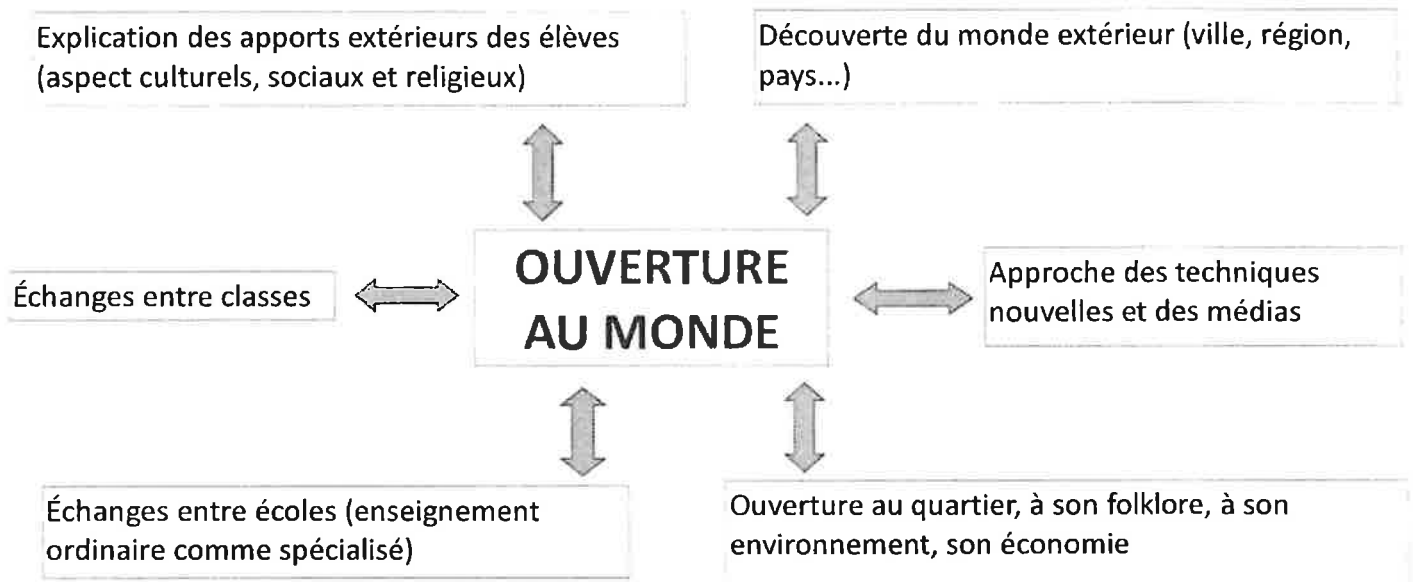 Explication des apports extérieurs des élèves
(aspect culturels, sociaux et religieux)
Découverte du monde extérieur (ville, région,
pays...)
Échanges entre classes
OUVERTURE
AU MONDE
Approche des techniques
nouvelles et des médias
Échanges entre écoles (enseignement
ordinaire comme spécialisé)
Ouverture au quartier, à son folklore, à son
environnement, son économie